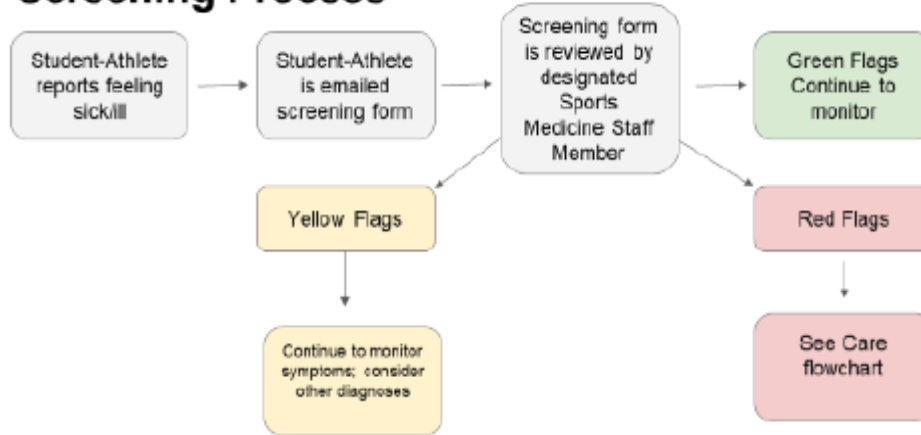 Screening Process
Student-Athlete
reports feeling
sick/ill
Student-Athlete
is emailed
screening form
Screening form
is reviewed by
designated
Sports
Medicine Staff
Member
Green Flags
Continue to
monitor
Yellow Flags
Red Flags
Continue to monitor
symptoms; consider
other diagnoses
See Care
flowchart